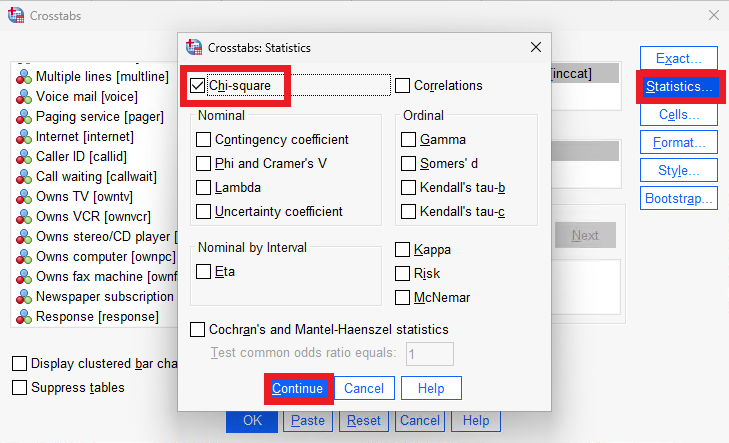 Crosstabs
Multiple lines [multline]
Voice mail [voice]
Paging service [pager]
Internet [internet]
Caller ID [callid]
Call waiting [callwait]
Owns TV [owntv]
Owns VCR [ownvcr]
Owns stereo/CD player [
Owns computer [ownpc]
Owns fax machine [ownf
Newspaper subscription
Response [response]
Display clustered bar cha
Suppress tables
Crosstabs: Statistics
Chi-square
Correlations
Nominal
Contingency coefficient
Phi and Cramer's V
Lambda
Uncertainty coefficient
Ordinal
Gamma
Somers' d
Kendall's tau-b
Kendall's tau-c
Nominal by Interval
Eta
Kappa
Risk
McNemar
Cochran's and Mantel-Haenszel statistics
Test common odds ratio equals: 1
Continue Cancel Help
[inccat]
Next
Exact...
Statistics...
Cells...
Format...
Style...
Bootstrap...
OK Paste Reset Cancel Help